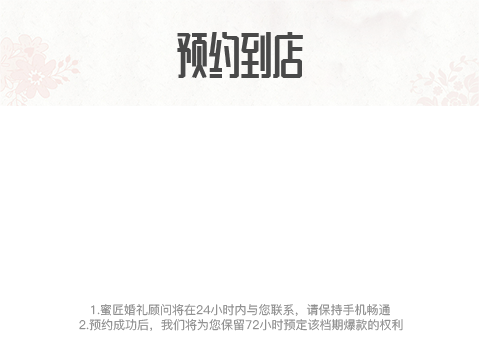 预约到店
1.蜜匠婚礼顾问将在24小时内与您联系，请保持手机畅通
2.预约成功后，我们将为您保留72小时预定该档期爆款的权利